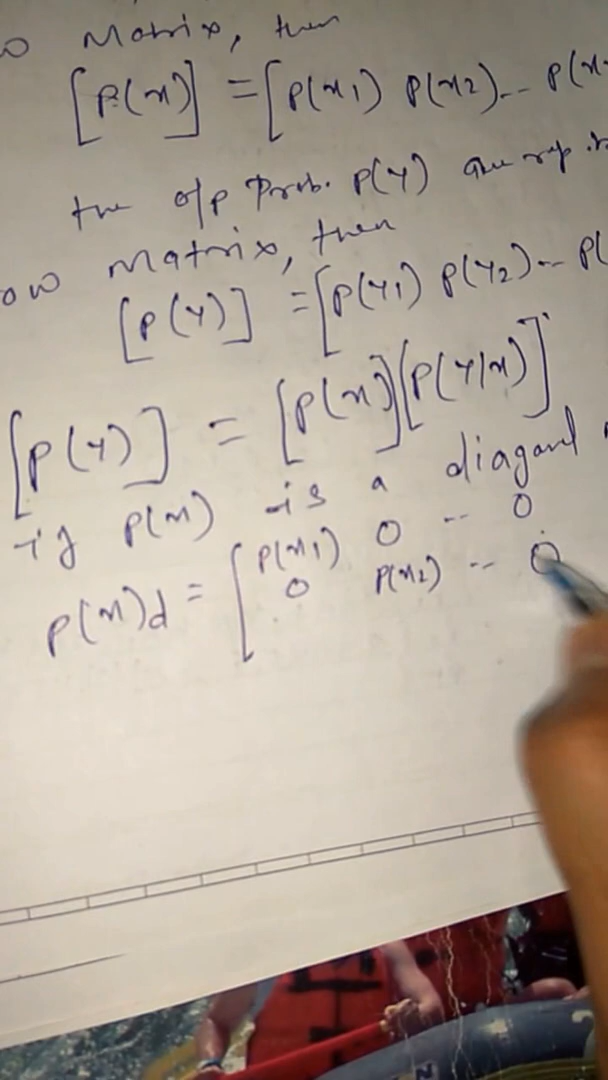 Matrix, then
[P(x)] = [P(x1) P(x2)-- P(x
the o/p Prob. P(Y) are rep.
ow Matrix, then
[P(Y)] = [P(Y1) P(Y2)-- P(
[P(Y)] = [P(x)][P(Y/x)]
if P(x) is a diagonal
P(x)d = [P(x1) 0 -- 0
0 P(x2) -- 0